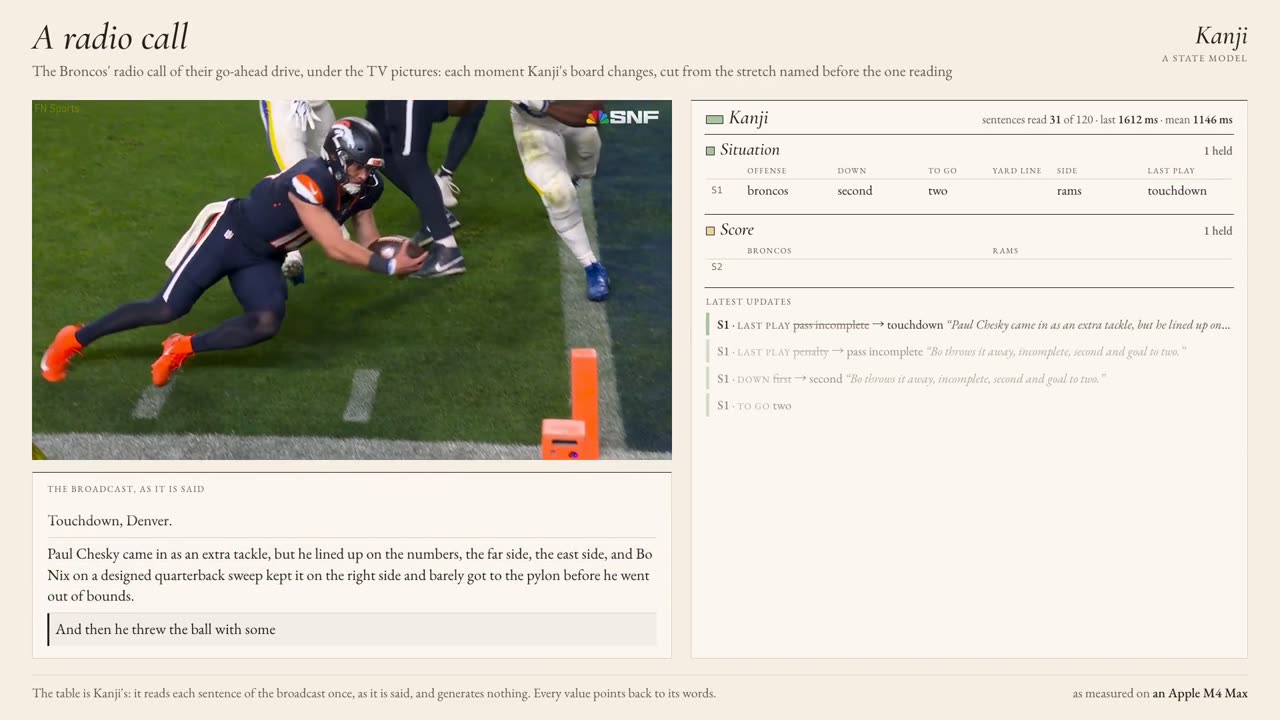 A radio call
Kanji
A STATE MODEL
The Broncos' radio call of their go-ahead drive, under the TV pictures: each moment Kanji's board changes, cut from the stretch named before the one reading
FN Sports
SNF
THE BROADCAST, AS IT IS SAID
Touchdown, Denver.
Paul Chesky came in as an extra tackle, but he lined up on the numbers, the far side, the east side, and Bo
Nix on a designed quarterback sweep kept it on the right side and barely got to the pylon before he went
out of bounds.
And then he threw the ball with some
Kanji
sentences read 31 of 120 · last 1612 ms · mean 1146 ms
Situation
1 held
OFFENSE DOWN TO GO YARD LINE SIDE LAST PLAY
S1 broncos second two rams touchdown
Score
1 held
BRONCOS RAMS
S2
LATEST UPDATES
S1 · LAST PLAY pass incomplete → touchdown “Paul Chesky came in as an extra tackle, but he lined up on...
S1 · LAST PLAY penalty → pass incomplete “Bo throws it away, incomplete, second and goal to two.”
S1 · DOWN first → second “Bo throws it away, incomplete, second and goal to two.”
S1 · TO GO two
The table is Kanji's: it reads each sentence of the broadcast once, as it is said, and generates nothing. Every value points back to its words.
as measured on an Apple M4 Max